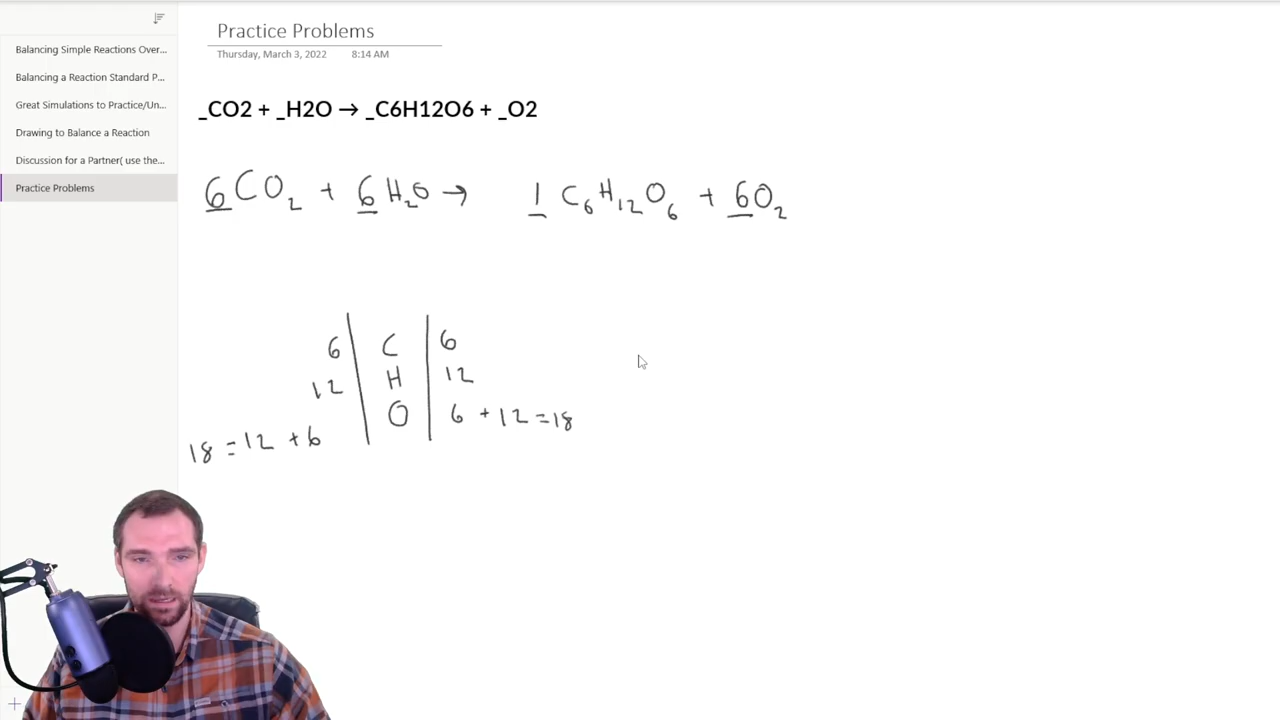 Balancing Simple Reactions Over...
Balancing a Reaction Standard P...
Great Simulations to Practice/Un...
Drawing to Balance a Reaction
Discussion for a Partner( use the...
Practice Problems
Practice Problems
Thursday, March 3, 2022 8:14 AM
_CO2 + _H2O → _C6H12O6 + _O2
6CO₂ + 6H₂O → 1 C₆H₁₂O₆ + 6O₂
6 C 6
12 H 12
18 = 12 + 6 O 6 + 12 = 18